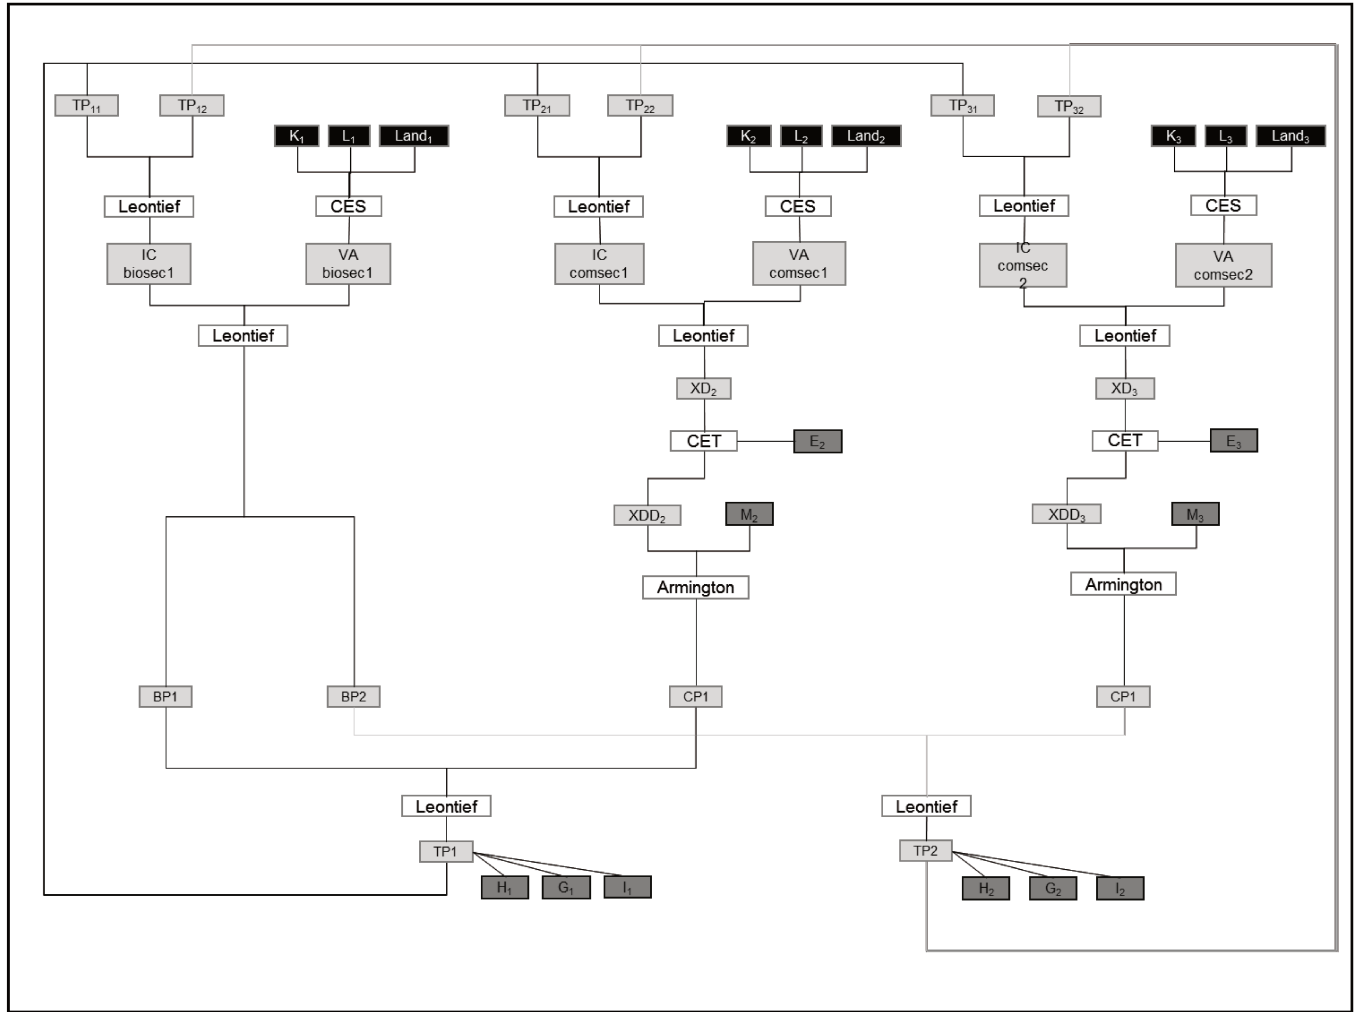 TP₁₁ TP₁₂ TP₂₁ TP₂₂ TP₃₁ TP₃₂
K₁ L₁ Land₁ K₂ L₂ Land₂ K₃ L₃ Land₃
Leontief CES Leontief CES Leontief CES
IC
biosec1
VA
biosec1
IC
comsec1
VA
comsec1
IC
comsec
2
VA
comsec2
Leontief Leontief Leontief
XD₂ XD₃
CET E₂ CET E₃
XDD₂ M₂ XDD₃ M₃
Armington Armington
BP1 BP2 CP1 CP1
Leontief Leontief
TP1 TP2
H₁ G₁ I₁ H₂ G₂ I₂